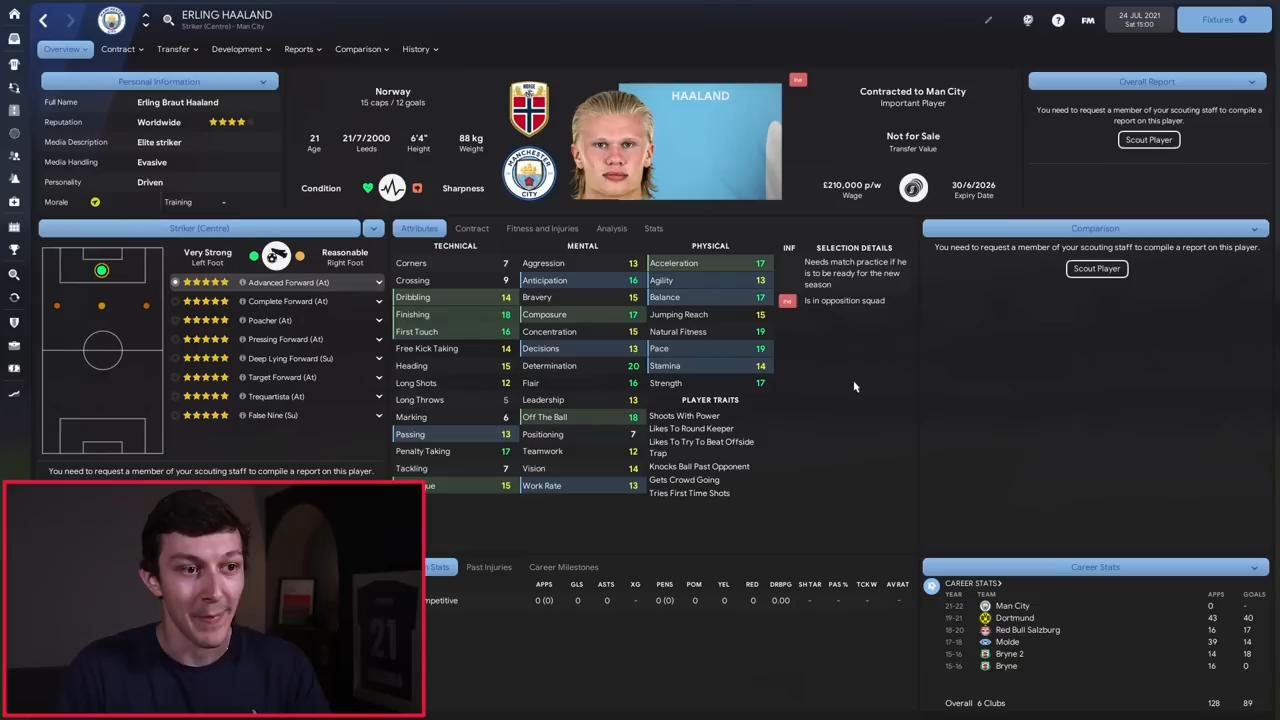 ERLING HAALAND
Striker (Centre) - Man City
FM
24 JUL 2021
Sat 15:00
Fixtures
Overview
Contract
Transfer
Development
Reports
Comparison
History
Personal Information
Full Name Erling Braut Haaland
Reputation Worldwide
Media Description Elite striker
Media Handling Evasive
Personality Driven
Morale Training -
Norway
15 caps / 12 goals
21 21/7/2000 6'4" 88 kg
Age Leeds Height Weight
Condition Sharpness
NORGE
MANCHESTER
CITY
HAALAND
Ine
Contracted to Man City
Important Player
Not for Sale
Transfer Value
£210,000 p/w 30/6/2026
Wage Expiry Date
Overall Report
You need to request a member of your scouting staff to compile a
report on this player.
Scout Player
Striker (Centre)
Very Strong Reasonable
Left Foot Right Foot
Advanced Forward (At)
Complete Forward (At)
Poacher (At)
Pressing Forward (At)
Deep Lying Forward (Su)
Target Forward (At)
Trequartista (At)
False Nine (Su)
You need to request a member of your scouting staff to compile a report on this player.
Attributes Contract Fitness and Injuries Training Analysis Stats
TECHNICAL
Corners 7
Crossing 9
Dribbling 14
Finishing 18
First Touch 16
Free Kick Taking 14
Heading 15
Long Shots 12
Long Throws 5
Marking 6
Passing 13
Penalty Taking 17
Tackling 7
ue 15
MENTAL
Aggression 13
Anticipation 16
Bravery 15
Composure 17
Concentration 15
Decisions 13
Determination 20
Flair 16
Leadership 13
Off The Ball 18
Positioning 7
Teamwork 12
Vision 14
Work Rate 13
PHYSICAL
Acceleration 17
Agility 13
Balance 17
Jumping Reach 15
Natural Fitness 19
Pace 19
Stamina 14
Strength 17
PLAYER TRAITS
Shoots With Power
Likes To Round Keeper
Likes To Try To Beat Offside
Trap
Knocks Ball Past Opponent
Gets Crowd Going
Tries First Time Shots
INF SELECTION DETAILS
Needs match practice if he
is to be ready for the new
season
Ine Is in opposition squad
Comparison
You need to request a member of your scouting staff to compile a report on this player.
Scout Player
n Stats Past Injuries Career Milestones
APPS GLS ASTS XG PENS POM YEL RED DRBPG SH TAR PAS % TCK W AV RAT
mpetitive 0 (0) 0 0 - 0 (0) 0 0 0 0.00 - - - -
Career Stats
CAREER STATS>
YEAR TEAM APPS GOALS
21-22 Man City 0 -
19-21 Dortmund 43 40
18-20 Red Bull Salzburg 16 17
17-18 Molde 39 14
15-16 Bryne 2 14 18
15-16 Bryne 16 0
Overall 6 Clubs 128 89
21